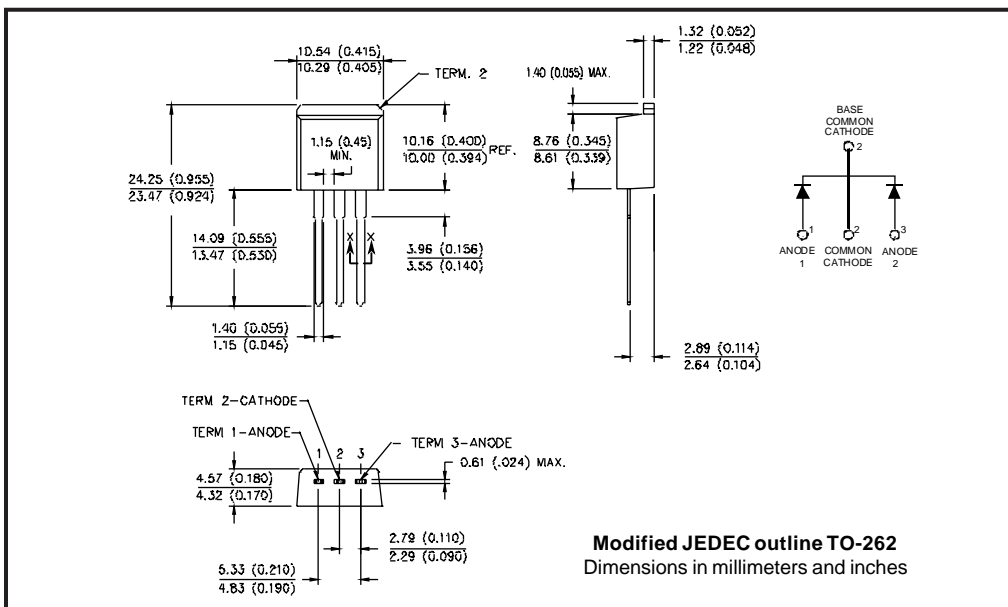 1.32 (0.052)
1.22 (0.048)
10.54 (0.415)
10.29 (0.405)
TERM. 2
1.40 (0.055) MAX.
BASE
COMMON
CATHODE
2
1.15 (0.45)
MIN.
10.16 (0.400)
10.00 (0.394)
REF.
8.76 (0.345)
8.61 (0.339)
24.25 (0.955)
23.47 (0.924)
14.09 (0.555)
13.47 (0.530)
X X
3.96 (0.156)
3.55 (0.140)
1 2 3
ANODE COMMON ANODE
1 CATHODE 2
1.40 (0.055)
1.15 (0.045)
2.89 (0.114)
2.64 (0.104)
TERM 2-CATHODE
TERM 1-ANODE
TERM 3-ANODE
1 2 3
0.61 (.024) MAX.
4.57 (0.180)
4.32 (0.170)
2.79 (0.110)
2.29 (0.090)
5.33 (0.210)
4.83 (0.190)
Modified JEDEC outline TO-262
Dimensions in millimeters and inches